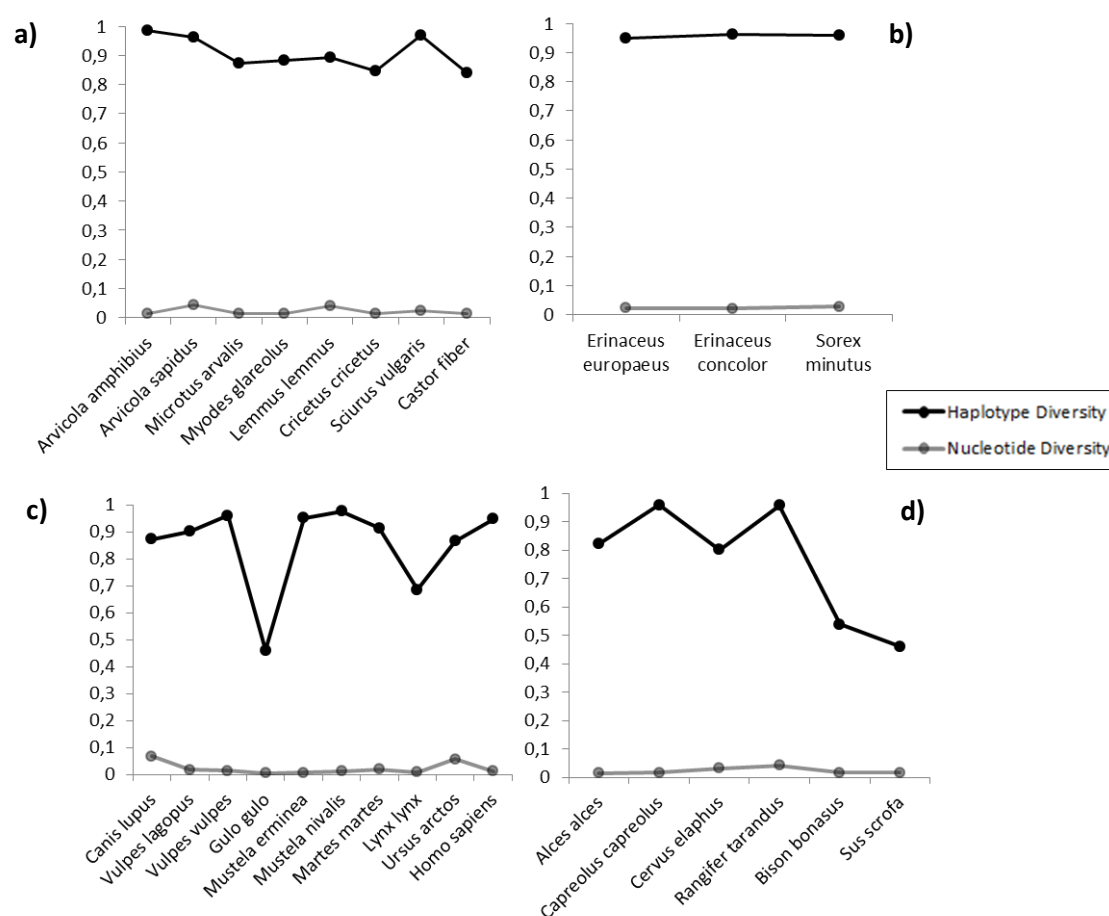 a)
1
0,9
0,8
0,7
0,6
0,5
0,4
0,3
0,2
0,1
0
Arvicola amphibius
Arvicola sapidus
Microtus arvalis
Myodes glareolus
Lemmus lemmus
Cricetus cricetus
Sciurus vulgaris
Castor fiber
b)
1
0,9
0,8
0,7
0,6
0,5
0,4
0,3
0,2
0,1
0
Erinaceus
europaeus
Erinaceus
concolor
Sorex
minutus
Haplotype Diversity
Nucleotide Diversity
c)
1
0,9
0,8
0,7
0,6
0,5
0,4
0,3
0,2
0,1
0
Canis lupus
Vulpes lagopus
Vulpes vulpes
Gulo gulo
Mustela erminea
Mustela nivalis
Martes martes
Lynx lynx
Ursus arctos
Homo sapiens
d)
1
0,9
0,8
0,7
0,6
0,5
0,4
0,3
0,2
0,1
0
Alces alces
Capreolus capreolus
Cervus elaphus
Rangifer tarandus
Bison bonasus
Sus scrofa